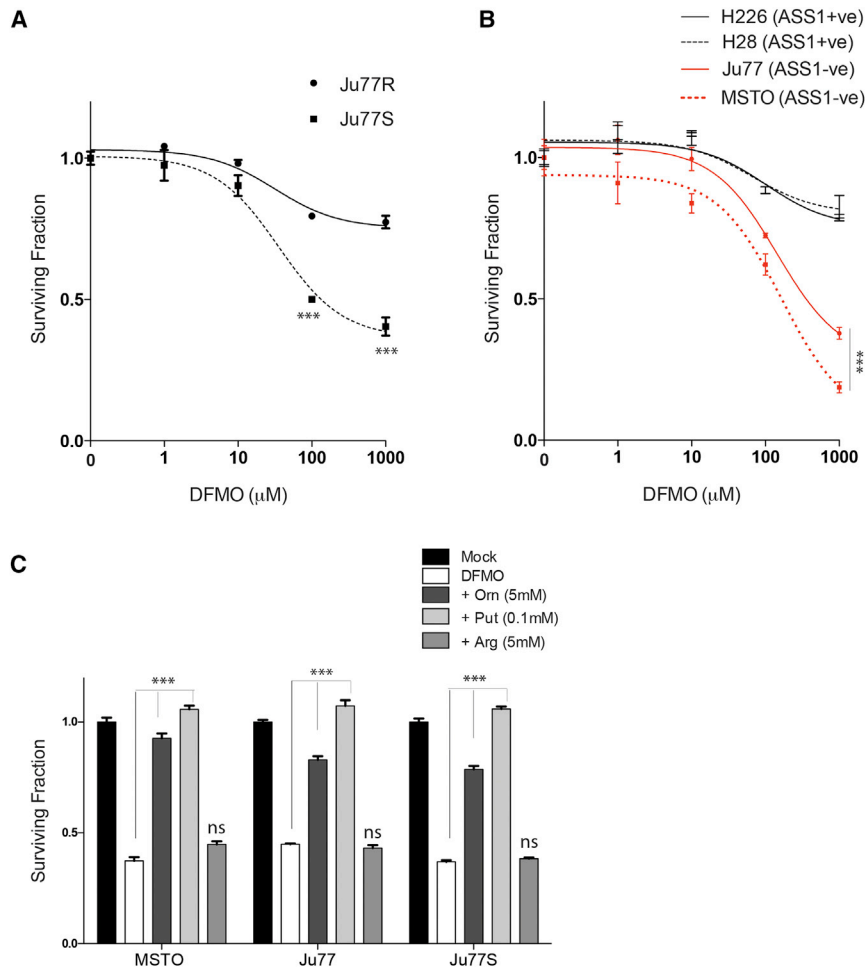 A
Ju77R
Ju77S
1.0
0.5
0.0
Surviving Fraction
***
***
0 1 10 100 1000
DFMO (μM)
B
H226 (ASS1+ve)
H28 (ASS1+ve)
Ju77 (ASS1-ve)
MSTO (ASS1-ve)
1.0
0.5
0.0
Surviving Fraction
***
0 1 10 100 1000
DFMO (μM)
C
Mock
DFMO
+ Orn (5mM)
+ Put (0.1mM)
+ Arg (5mM)
1.0
0.5
0.0
Surviving Fraction
*** *** ***
ns ns ns
MSTO Ju77 Ju77S